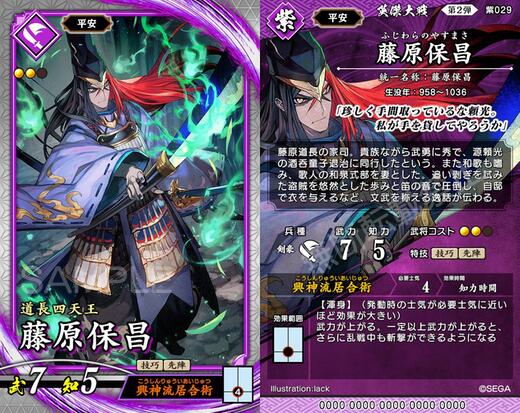 平安
道長四天王
藤原保昌
技巧
先陣
武7
知5
こうしんりゅういあいじゅつ
興神流居合術
4
SAMPLE
紫
平安
英傑大戦
第2弾
紫029
ふじわらのやすまさ
藤原保昌
統一名称:藤原保昌
生没年:958~1036
「珍しく手間取っているな頼光。
私が手を貸してやろうか」
藤原道長の家司。貴族ながら武勇に秀で、源頼光
の酒呑童子退治に同行したという。また和歌も嗜
み、歌人の和泉式部を妻とした。追い剥ぎを試み
た盗賊を悠然とした歩みと笛の音で圧倒し、自邸
で衣を与えるなど、文武を称える逸話が伝わる。
兵種
武力
知力
武将コスト
剣豪
7
5
特技
技巧
先陣
こうしんりゅういあいじゅつ
興神流居合術
必要士気
4
効果時間
知力時間
効果範囲
【渾身】(発動時の士気が必要士気に近い
ほど効果が大きい)
武力が上がる。一定以上武力が上がると、
さらに乱戦中も斬撃ができるようになる
Illustration:lack
©SEGA
0000 0000 0000 0000 0000